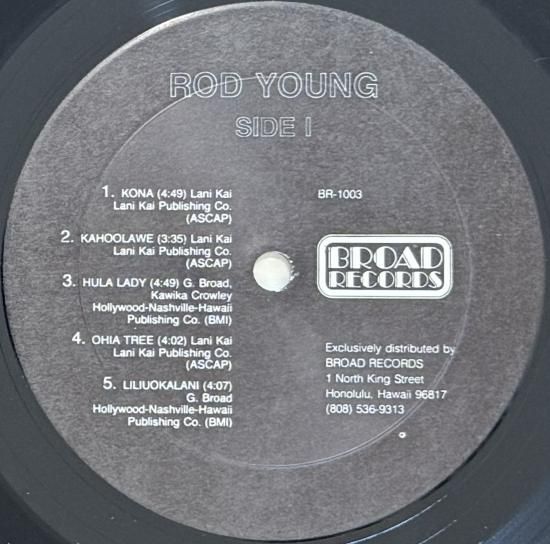 ROD YOUNG
SIDE I
1. KONA (4:49) Lani Kai
Lani Kai Publishing Co.
(ASCAP)
2. KAHOOLAWE (3:35) Lani Kai
Lani Kai Publishing Co.
(ASCAP)
3. HULA LADY (4:49) G. Broad,
Kawika Crowley
Hollywood-Nashville-Hawaii
Publishing Co. (BMI)
4. OHIA TREE (4:02) Lani Kai
Lani Kai Publishing Co.
(ASCAP)
5. LILIUOKALANI (4:07)
G. Broad
Hollywood-Nashville-Hawaii
Publishing Co. (BMI)
BR-1003
BROAD
RECORDS
Exclusively distributed by
BROAD RECORDS
1 North King Street
Honolulu, Hawaii 96817
(808) 536-9313